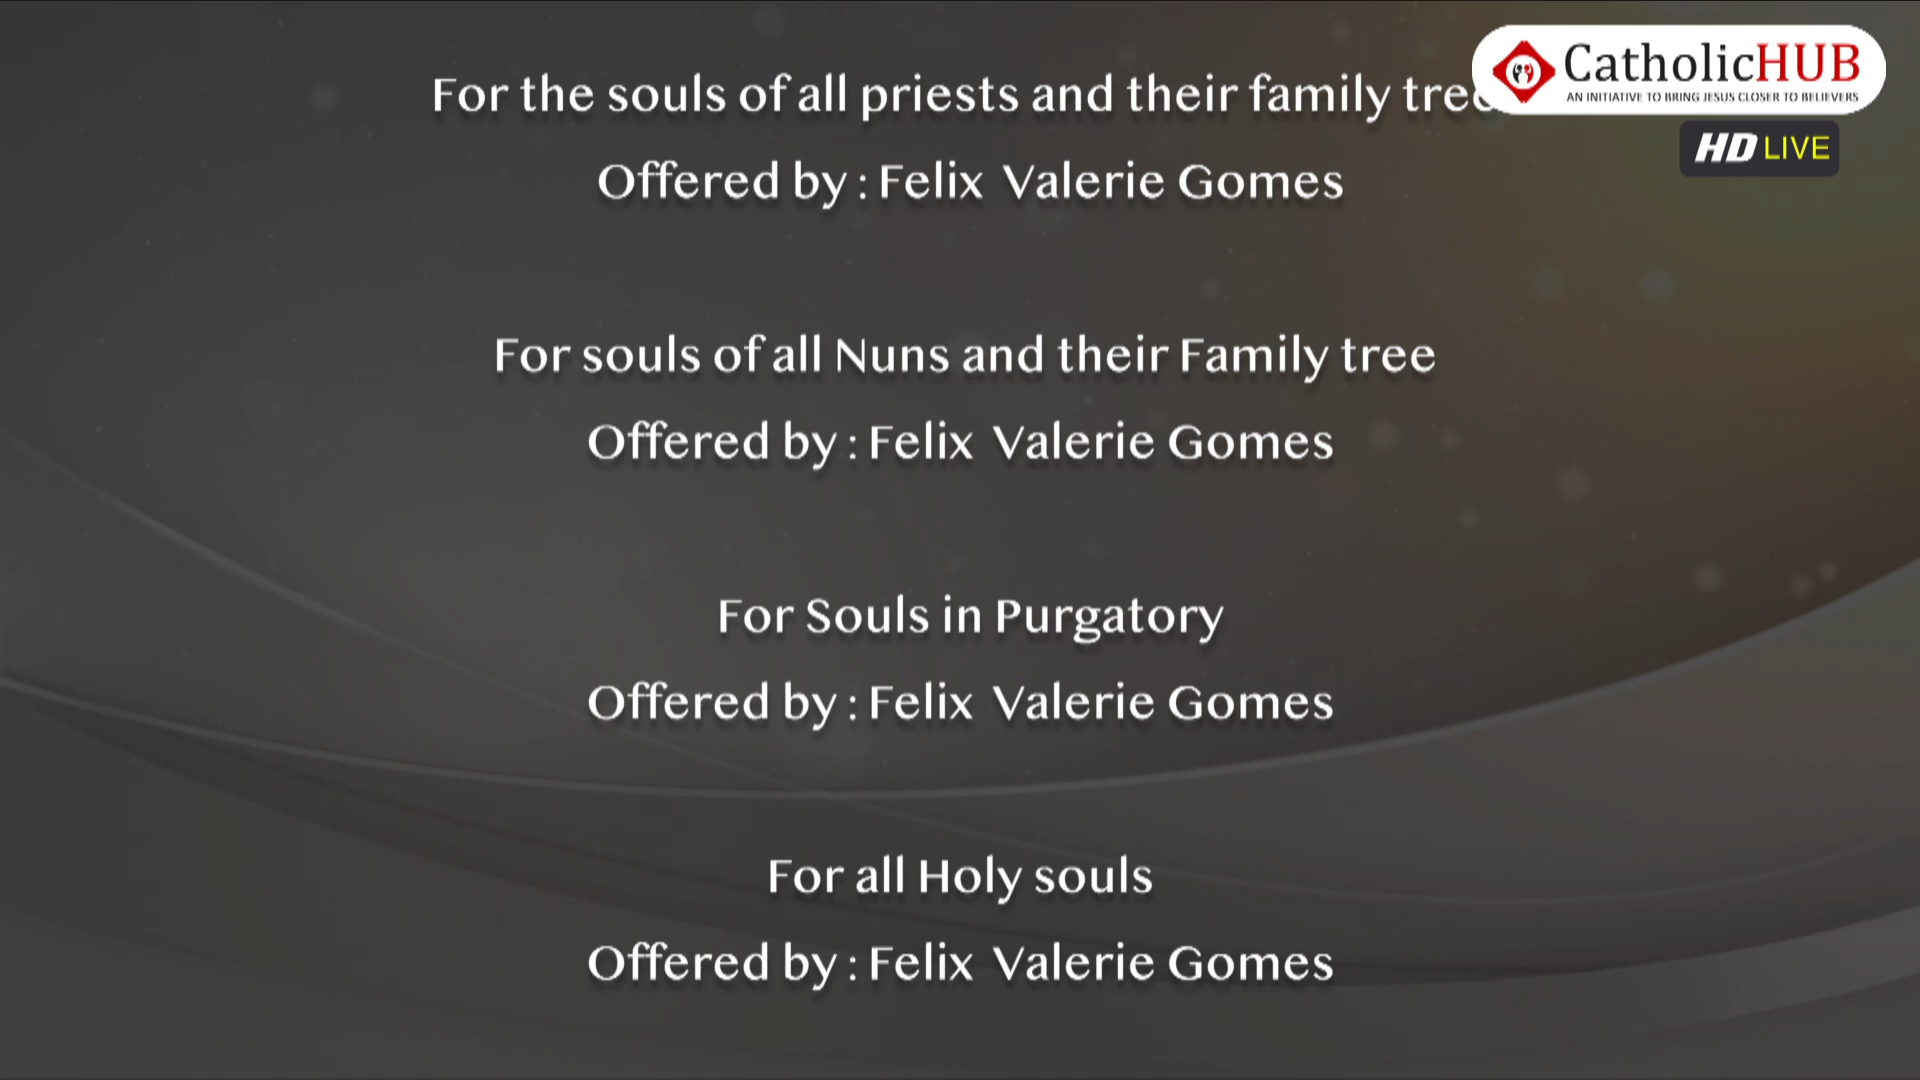 For the souls of all priests and their family tree
Offered by : Felix Valerie Gomes
For souls of all Nuns and their Family tree
Offered by : Felix Valerie Gomes
For Souls in Purgatory
Offered by : Felix Valerie Gomes
For all Holy souls
Offered by : Felix Valerie Gomes
CatholicHUB
AN INITIATIVE TO BRING JESUS CLOSER TO BELIEVERS
HD LIVE